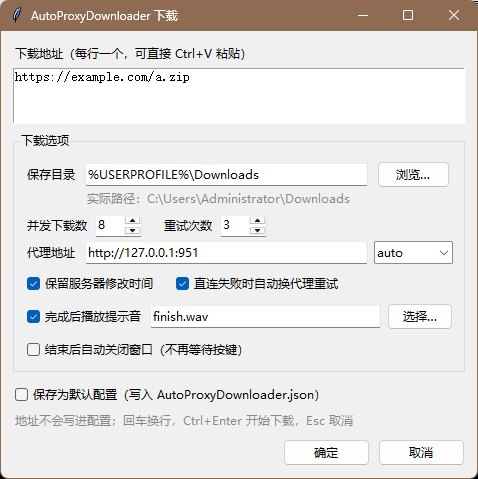 AutoProxyDownloader 下载
下载地址（每行一个，可直接 Ctrl+V 粘贴）
https://example.com/a.zip
下载选项
保存目录 %USERPROFILE%\Downloads 浏览...
实际路径：C:\Users\Administrator\Downloads
并发下载数 8 重试次数 3
代理地址 http://127.0.0.1:951 auto
保留服务器修改时间 直连失败时自动换代理重试
完成后播放提示音 finish.wav 选择...
结束后自动关闭窗口（不再等待按键）
保存为默认配置（写入 AutoProxyDownloader.json）
地址不会写进配置；回车换行，Ctrl+Enter 开始下载，Esc 取消
确定 取消